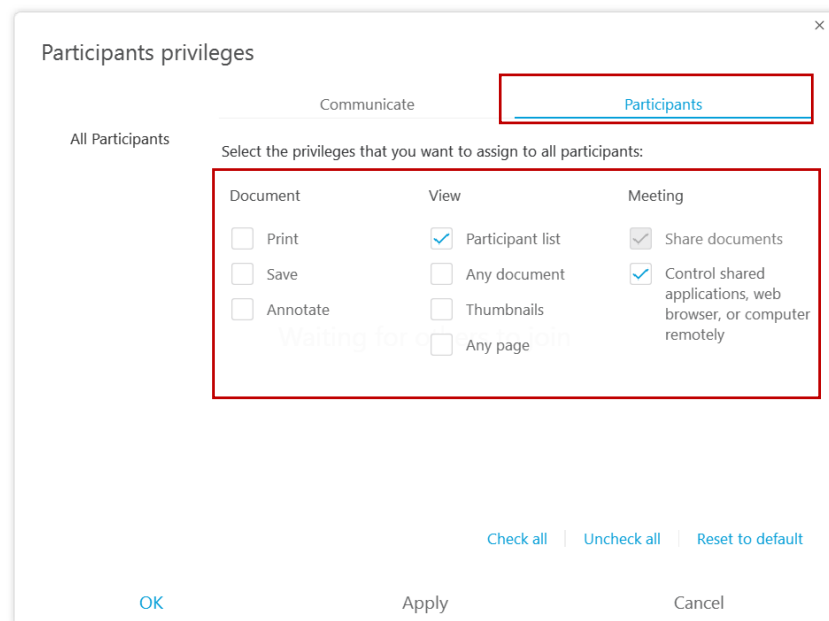 ×
Participants privileges
Communicate
Participants
All Participants
Select the privileges that you want to assign to all participants:
Document
View
Meeting
Print
Participant list
Share documents
Save
Any document
Control shared
applications, web
browser, or computer
remotely
Annotate
Thumbnails
Waiting for others to join
Any page
Check all
Uncheck all
Reset to default
OK
Apply
Cancel